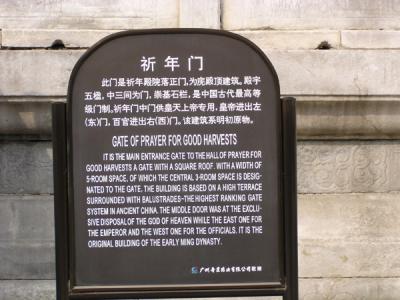 祈年门
此门是祈年殿院落正门,为庑殿顶建筑。殿宇
五楹,中三间为门,崇基石栏,是中国古代最高等
级门制。祈年门中门供皇天上帝专用,皇帝进出左
(东)门,百官进出右(西)门。该建筑系明初原物。
GATE OF PRAYER FOR GOOD HARVESTS
IT IS THE MAIN ENTRANCE GATE TO THE HALL OF PRAYER FOR
GOOD HARVESTS A GATE WITH A SQUARE ROOF. WITH A WIDTH OF
5-ROOM SPACE, OF WHICH THE CENTRAL 3-ROOM SPACE IS DESIG-
NATED TO THE GATE. THE BUILDING IS BASED ON A HIGH TERRACE
SURROUNDED WITH BALUSTRADES-THE HIGHEST RANKING GATE
SYSTEM IN ANCIENT CHINA. THE MIDDLE DOOR WAS AT THE EXCLU-
SIVE DISPOSAL OF THE GOD OF HEAVEN WHILE THE EAST ONE FOR
THE EMPEROR AND THE WEST ONE FOR THE OFFICIALS. IT IS THE
ORIGINAL BUILDING OF THE EARLY MING DYNASTY.